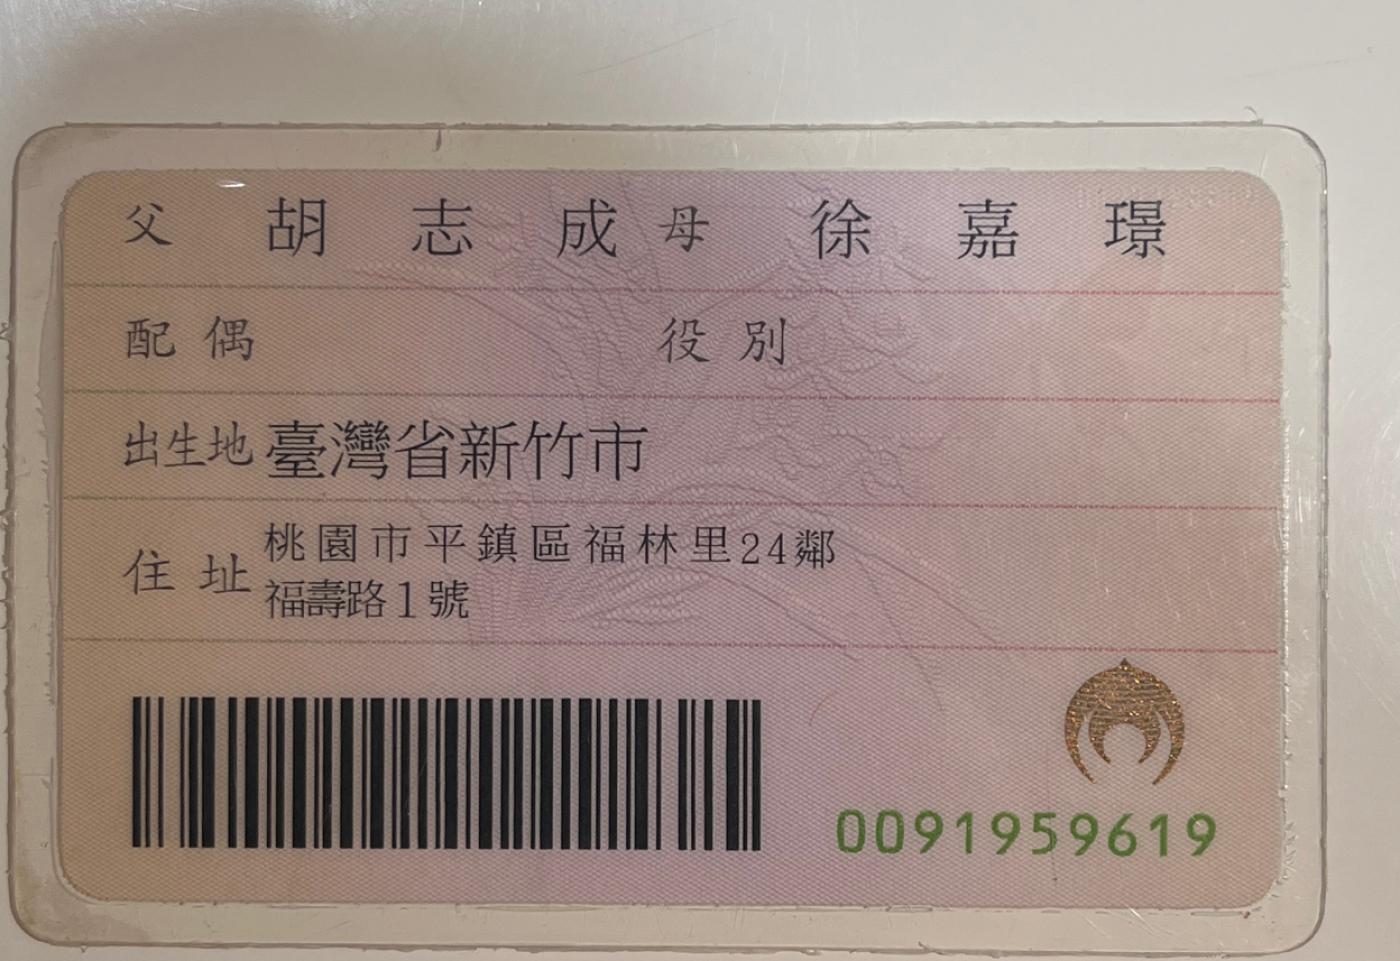 父 胡志成 母 徐嘉璟
配偶 役別
出生地 臺灣省新竹市
住址 桃園市平鎮區福林里24鄰
福壽路1號
0091959619